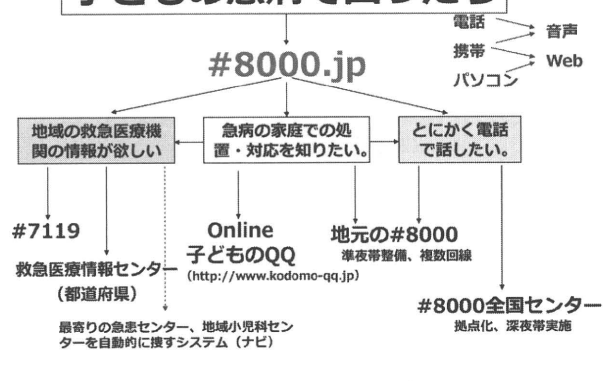 子どもの急病で困ったら
電話
携帯
パソコン
音声
Web
#8000.jp
地域の救急医療機
関の情報が欲しい
急病の家庭での処
置・対応を知りたい。
とにかく電話
で話したい。
#7119
救急医療情報センター
(都道府県)
最寄りの急患センター、地域小児科セン
ターを自動的に捜すシステム(ナビ)
Online
子どものQQ
(http://www.kodomo-qq.jp)
地元の#8000
準夜帯整備、複数回線
#8000全国センター
拠点化、深夜帯実施